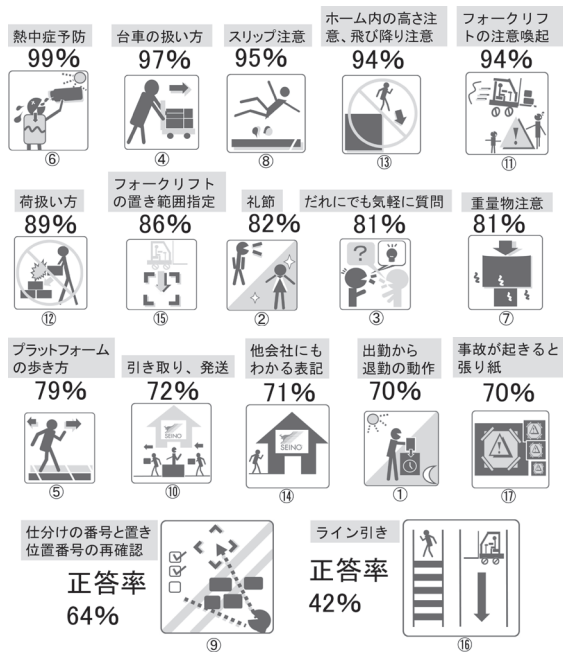 熱中症予防
99%
⑥
台車の扱い方
97%
④
スリップ注意
95%
⑧
ホーム内の高さ注
意、飛び降り注意
94%
⑬
フォークリフ
トの注意喚起
94%
⑪
荷扱い方
89%
⑫
フォークリフト
の置き範囲指定
86%
⑮
礼節
82%
②
だれにでも気軽に質問
81%
?
③
重量物注意
81%
⑦
プラットフォーム
の歩き方
79%
⑤
引き取り、発送
72%
SEINO
⑩
他会社にも
わかる表記
71%
SEINO
⑭
出勤から
退勤の動作
70%
①
事故が起きると
張り紙
70%
⑰
仕分けの番号と置き
位置番号の再確認
正答率
64%
⑨
ライン引き
正答率
42%
⑯